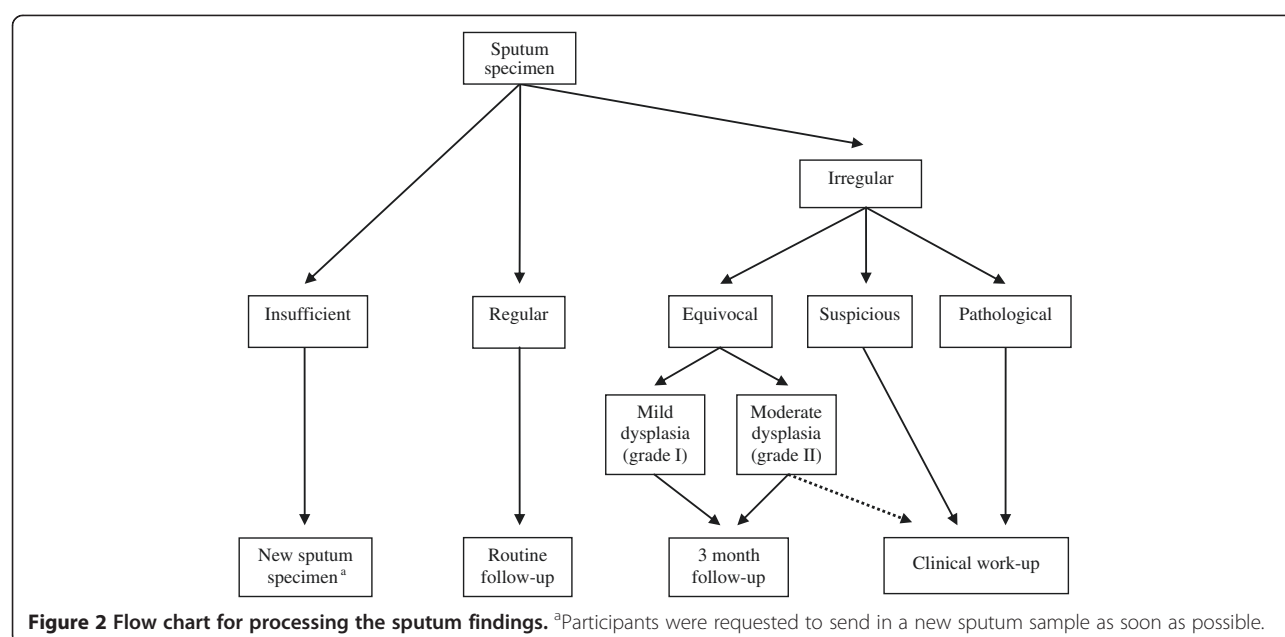 Sputum
specimen
Irregular
Insufficient
Regular
Equivocal
Suspicious
Pathological
Mild
dysplasia
(grade I)
Moderate
dysplasia
(grade II)
New sputum
specimen a
Routine
follow-up
3 month
follow-up
Clinical work-up
Figure 2 Flow chart for processing the sputum findings. aParticipants were requested to send in a new sputum sample as soon as possible.